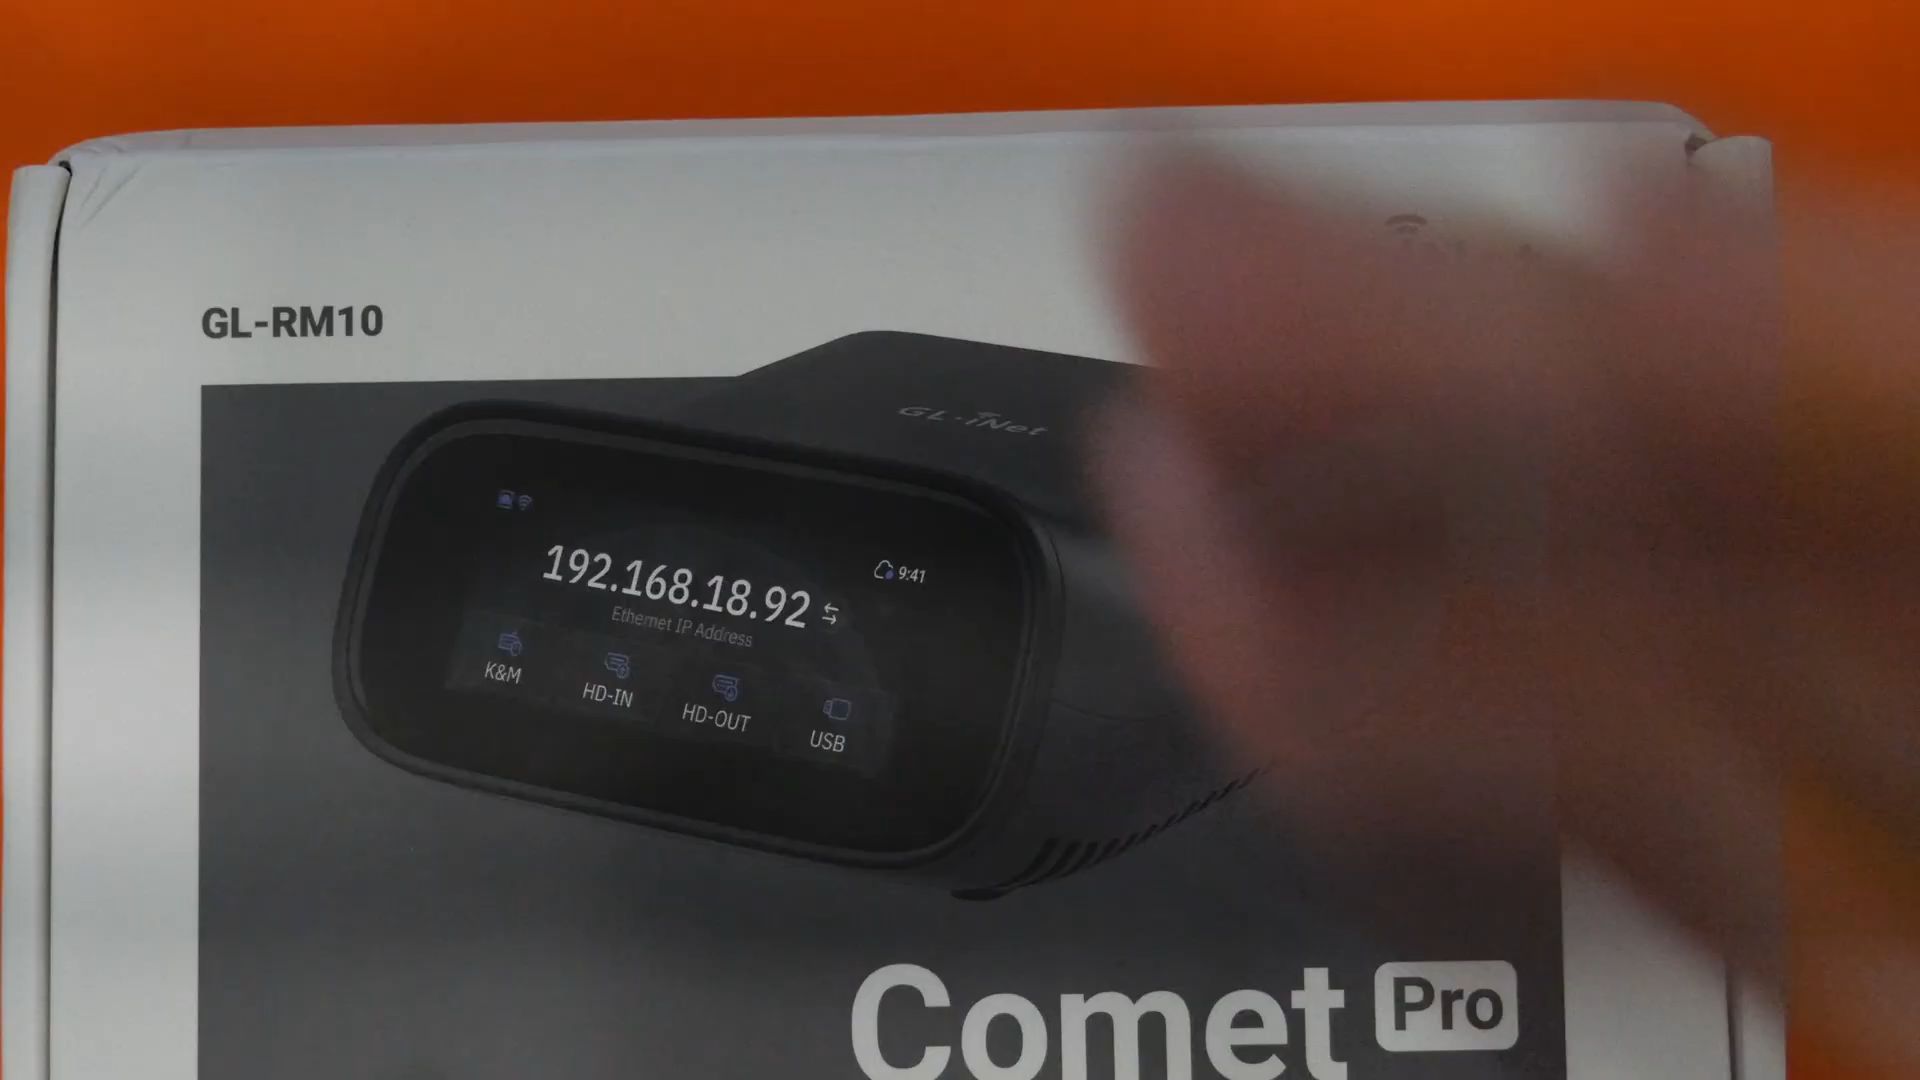 GL-RM10
GL·iNet
9:41
192.168.18.92
Ethernet IP Address
K&M
HD-IN
HD-OUT
USB
Comet Pro